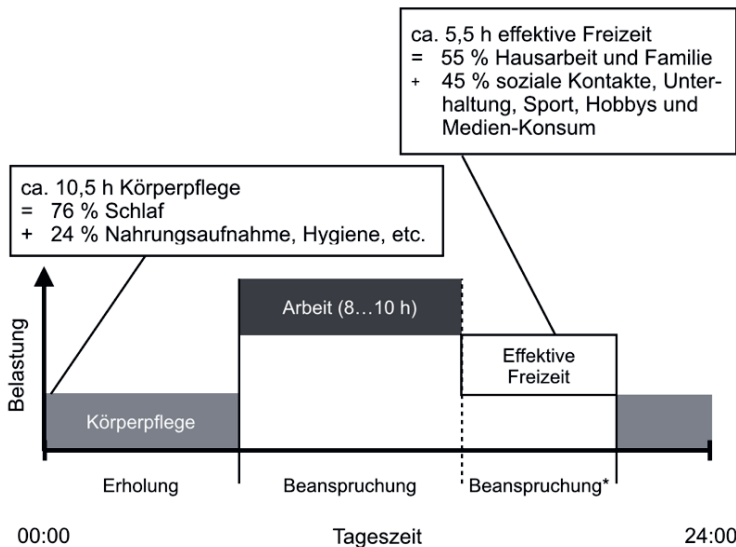 ca. 5,5 h effektive Freizeit
= 55 % Hausarbeit und Familie
+ 45 % soziale Kontakte, Unter-
haltung, Sport, Hobbys und
Medien-Konsum
ca. 10,5 h Körperpflege
= 76 % Schlaf
+ 24 % Nahrungsaufnahme, Hygiene, etc.
Belastung
Arbeit (8...10 h)
Effektive
Freizeit
Körperpflege
Erholung
Beanspruchung
Beanspruchung*
00:00
Tageszeit
24:00